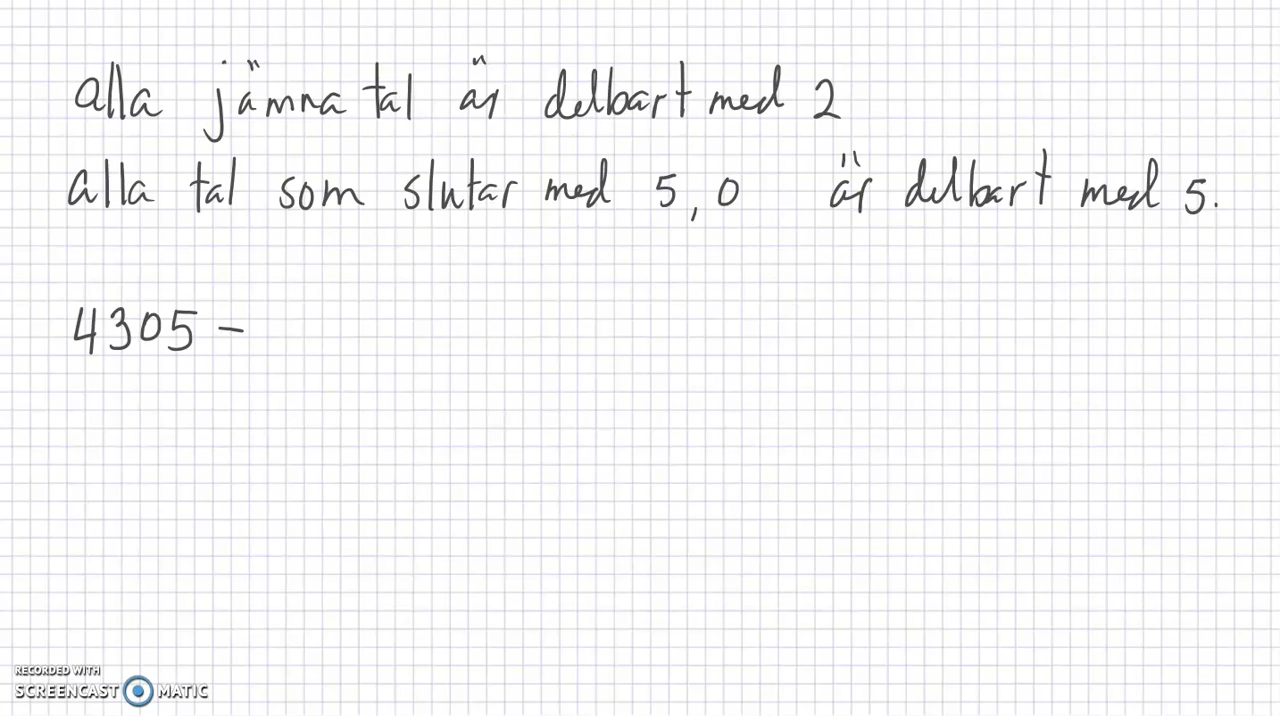 alla jämna tal är delbart med 2
alla tal som slutar med 5, 0 är delbart med 5.
4305 –
RECORDED WITH
SCREENCAST MATIC